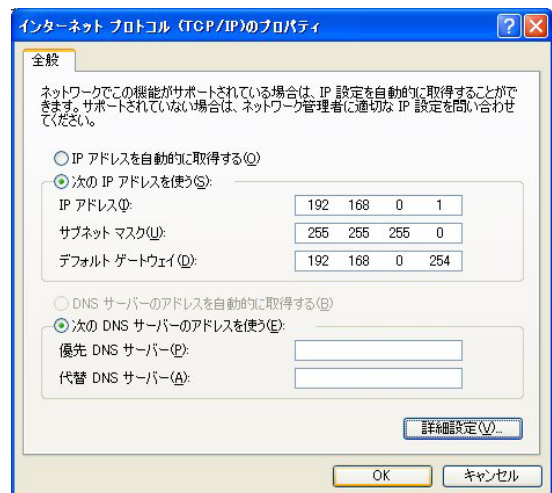 インターネット プロトコル (TCP/IP)のプロパティ
全般
ネットワークでこの機能がサポートされている場合は、IP 設定を自動的に取得することがで
きます。サポートされていない場合は、ネットワーク管理者に適切な IP 設定を問い合わせ
てください。
IP アドレスを自動的に取得する(O)
次の IP アドレスを使う(S):
IP アドレス(I): 192 168 0 1
サブネット マスク(U): 255 255 255 0
デフォルト ゲートウェイ(D): 192 168 0 254
DNS サーバーのアドレスを自動的に取得する(B)
次の DNS サーバーのアドレスを使う(E):
優先 DNS サーバー(P):
代替 DNS サーバー(A):
詳細設定(V)...
OK キャンセル